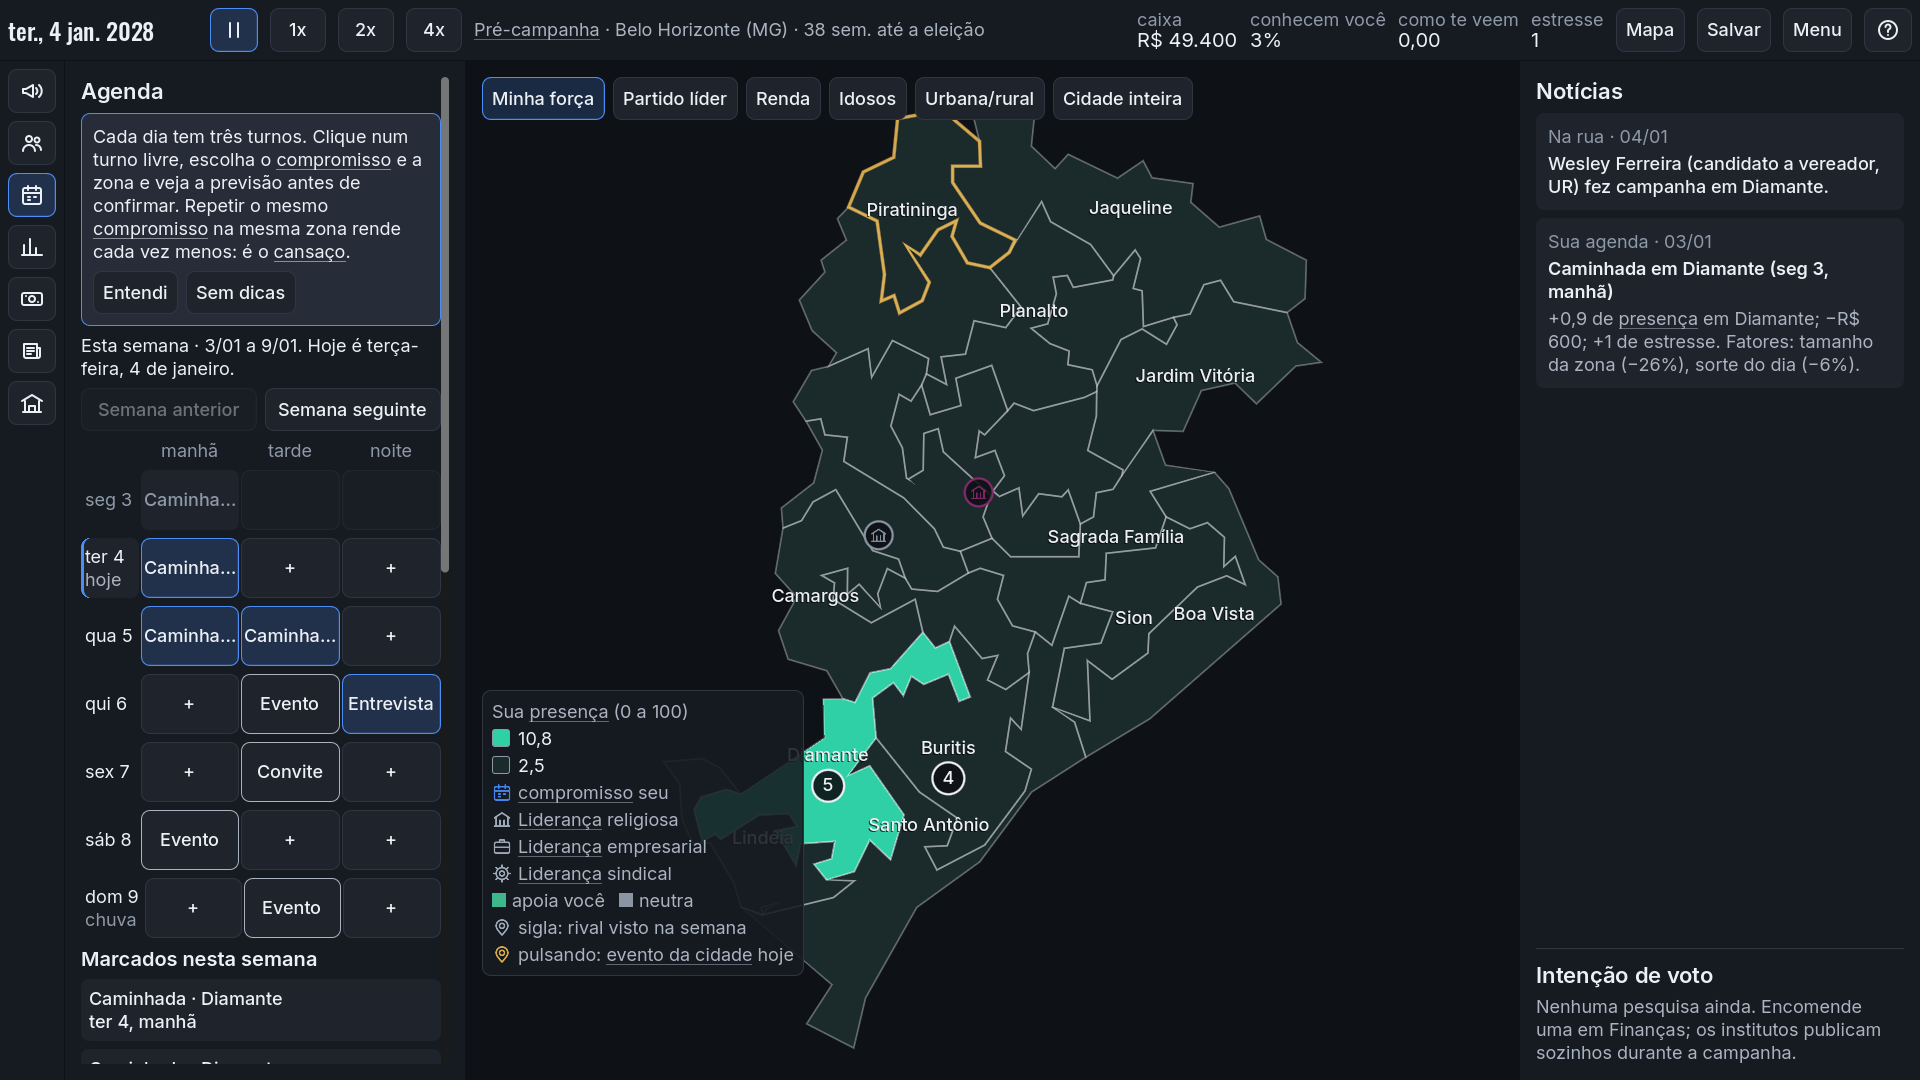 ter., 4 jan. 2028
1x
2x
4x
Pré-campanha · Belo Horizonte (MG) · 38 sem. até a eleição
caixa
R$ 49.400
conhecem você
3%
como te veem
0,00
estresse
1
Mapa
Salvar
Menu
Agenda
Cada dia tem três turnos. Clique num
turno livre, escolha o compromisso e a
zona e veja a previsão antes de
confirmar. Repetir o mesmo
compromisso na mesma zona rende
cada vez menos: é o cansaço.
Entendi
Sem dicas
Esta semana · 3/01 a 9/01. Hoje é terça-
feira, 4 de janeiro.
Semana anterior
Semana seguinte
manhã
tarde
noite
seg 3
Caminha...
ter 4
hoje
Caminha...
+
+
qua 5
Caminha...
Caminha...
+
qui 6
+
Evento
Entrevista
sex 7
+
Convite
+
sáb 8
Evento
+
+
dom 9
chuva
+
Evento
+
Marcados nesta semana
Caminhada · Diamante
ter 4, manhã
Minha força
Partido líder
Renda
Idosos
Urbana/rural
Cidade inteira
Piratininga
Jaqueline
Planalto
Jardim Vitória
Sagrada Família
Camargos
Sion
Boa Vista
Buritis
4
Diamante
5
Santo Antônio
Lindéia
Sua presença (0 a 100)
10,8
2,5
compromisso seu
Liderança religiosa
Liderança empresarial
Liderança sindical
apoia você
neutra
sigla: rival visto na semana
pulsando: evento da cidade hoje
Notícias
Na rua · 04/01
Wesley Ferreira (candidato a vereador,
UR) fez campanha em Diamante.
Sua agenda · 03/01
Caminhada em Diamante (seg 3,
manhã)
+0,9 de presença em Diamante; −R$
600; +1 de estresse. Fatores: tamanho
da zona (−26%), sorte do dia (−6%).
Intenção de voto
Nenhuma pesquisa ainda. Encomende
uma em Finanças; os institutos publicam
sozinhos durante a campanha.